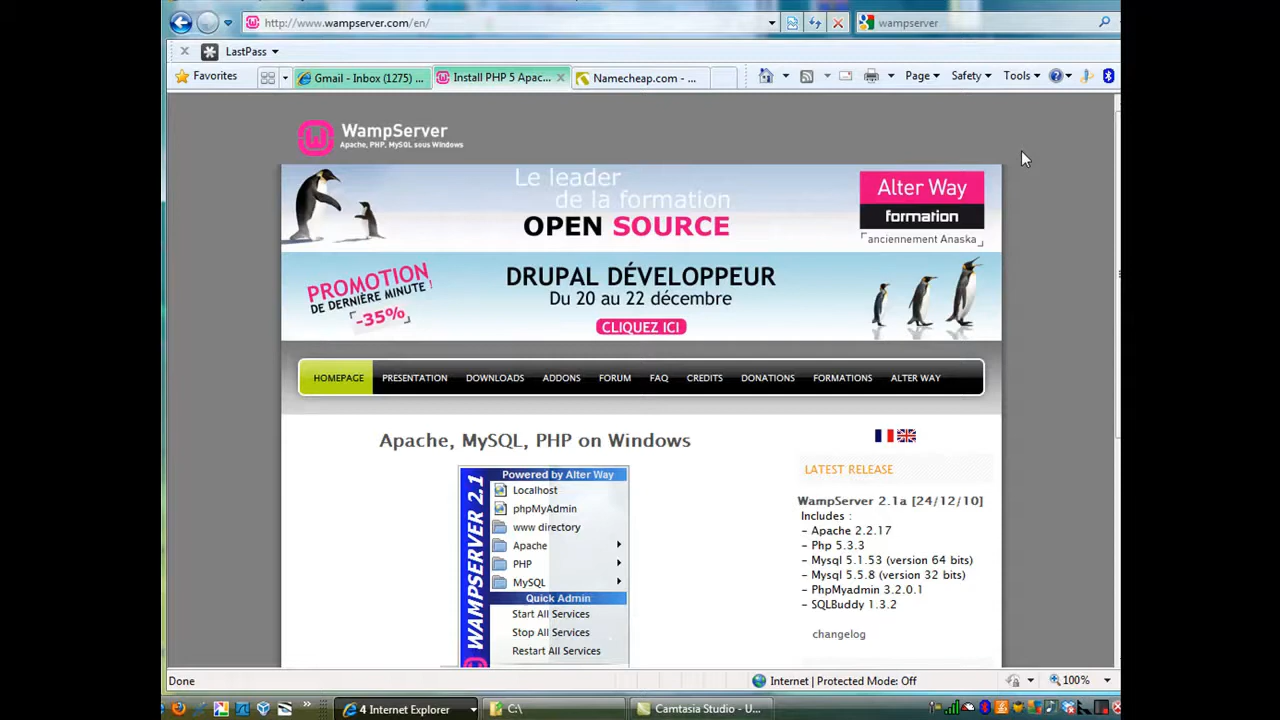 http://www.wampserver.com/en/
wampserver
LastPass
Favorites
Gmail - Inbox (1275) ...
Install PHP 5 Apac...
Namecheap.com - ...
Page
Safety
Tools
WampServer
Apache, PHP, MySQL sous Windows
Le leader
de la formation
OPEN SOURCE
Alter Way
formation
anciennement Anaska
PROMOTION
DE DERNIÈRE MINUTE !
-35%
DRUPAL DÉVELOPPEUR
Du 20 au 22 décembre
CLIQUEZ ICI
HOMEPAGE
PRESENTATION
DOWNLOADS
ADDONS
FORUM
FAQ
CREDITS
DONATIONS
FORMATIONS
ALTER WAY
Apache, MySQL, PHP on Windows
WAMPSERVER 2.1
Powered by Alter Way
Localhost
phpMyAdmin
www directory
Apache
PHP
MySQL
Quick Admin
Start All Services
Stop All Services
Restart All Services
LATEST RELEASE
WampServer 2.1a [24/12/10]
Includes :
- Apache 2.2.17
- Php 5.3.3
- Mysql 5.1.53 (version 64 bits)
- Mysql 5.5.8 (version 32 bits)
- PhpMyadmin 3.2.0.1
- SQLBuddy 1.3.2
changelog
Done
Internet | Protected Mode: Off
100%
4 Internet Explorer
C:\
Camtasia Studio - U...